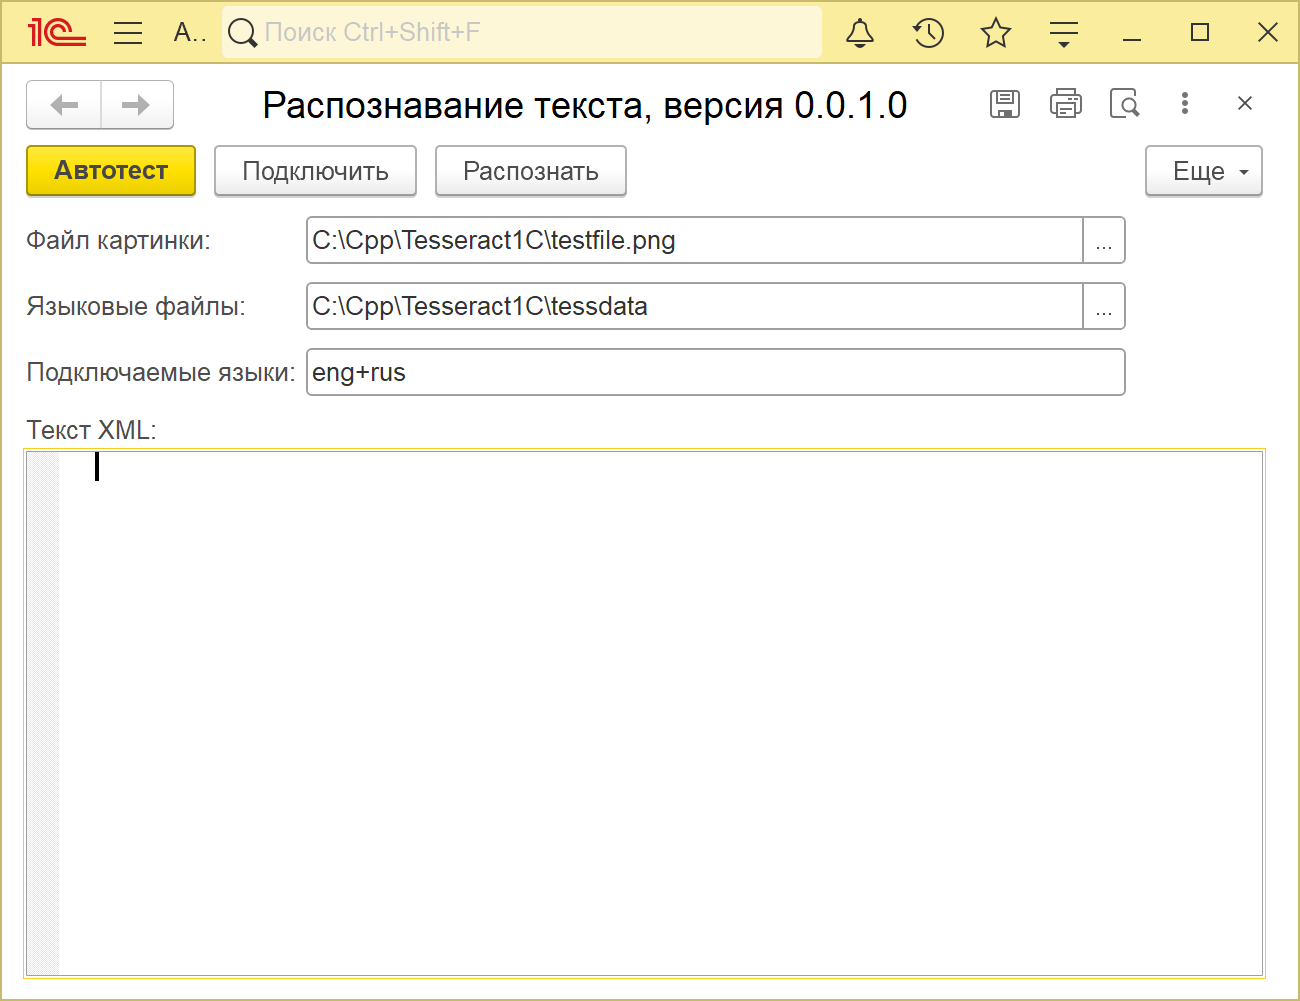 1С A.. Поиск Ctrl+Shift+F
Распознавание текста, версия 0.0.1.0
Автотест Подключить Распознать Еще
Файл картинки: C:\Cpp\Tesseract1C\testfile.png ...
Языковые файлы: C:\Cpp\Tesseract1C\tessdata ...
Подключаемые языки: eng+rus
Текст XML: